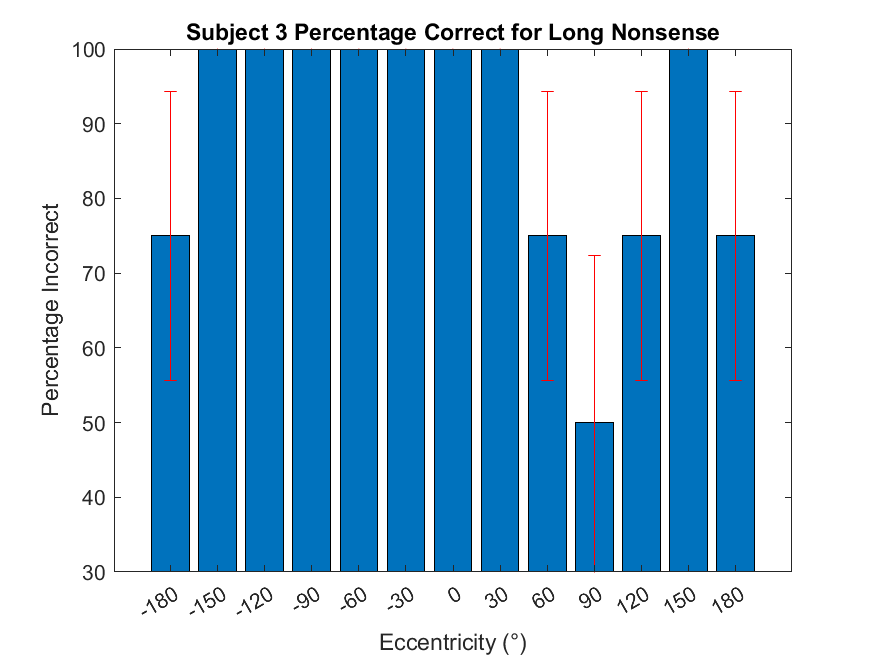 Subject 3 Percentage Correct for Long Nonsense
100
90
80
70
60
50
40
30
Percentage Incorrect
-180 -150 -120 -90 -60 -30 0 30 60 90 120 150 180
Eccentricity (°)